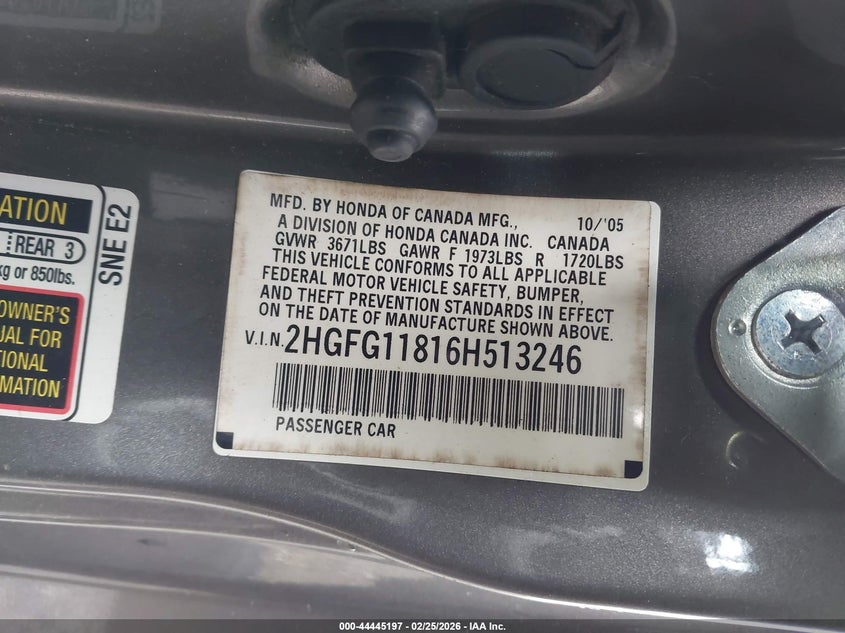 ATION
REAR 3
kg or 850lbs.
OWNER'S
UAL FOR
TIONAL
RMATION
SNE E2
MFD. BY HONDA OF CANADA MFG., 10/'05
A DIVISION OF HONDA CANADA INC. CANADA
GVWR 3671LBS GAWR F 1973LBS R 1720LBS
THIS VEHICLE CONFORMS TO ALL APPLICABLE
FEDERAL MOTOR VEHICLE SAFETY, BUMPER,
AND THEFT PREVENTION STANDARDS IN EFFECT
ON THE DATE OF MANUFACTURE SHOWN ABOVE.
V.I.N. 2HGFG11816H513246
PASSENGER CAR
000-44445197 - 02/25/2026 - IAA Inc.